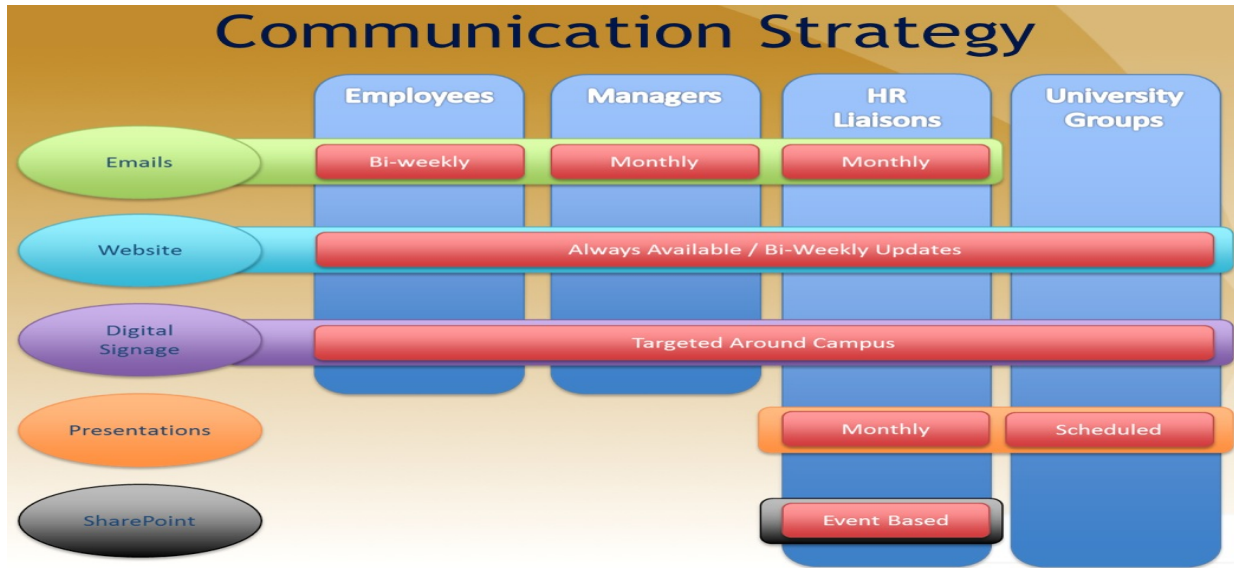 Communication Strategy
Employees
Managers
HR
Liaisons
University
Groups
Emails
Bi-weekly
Monthly
Monthly
Website
Always Available / Bi-Weekly Updates
Digital
Signage
Targeted Around Campus
Presentations
Monthly
Scheduled
SharePoint
Event Based